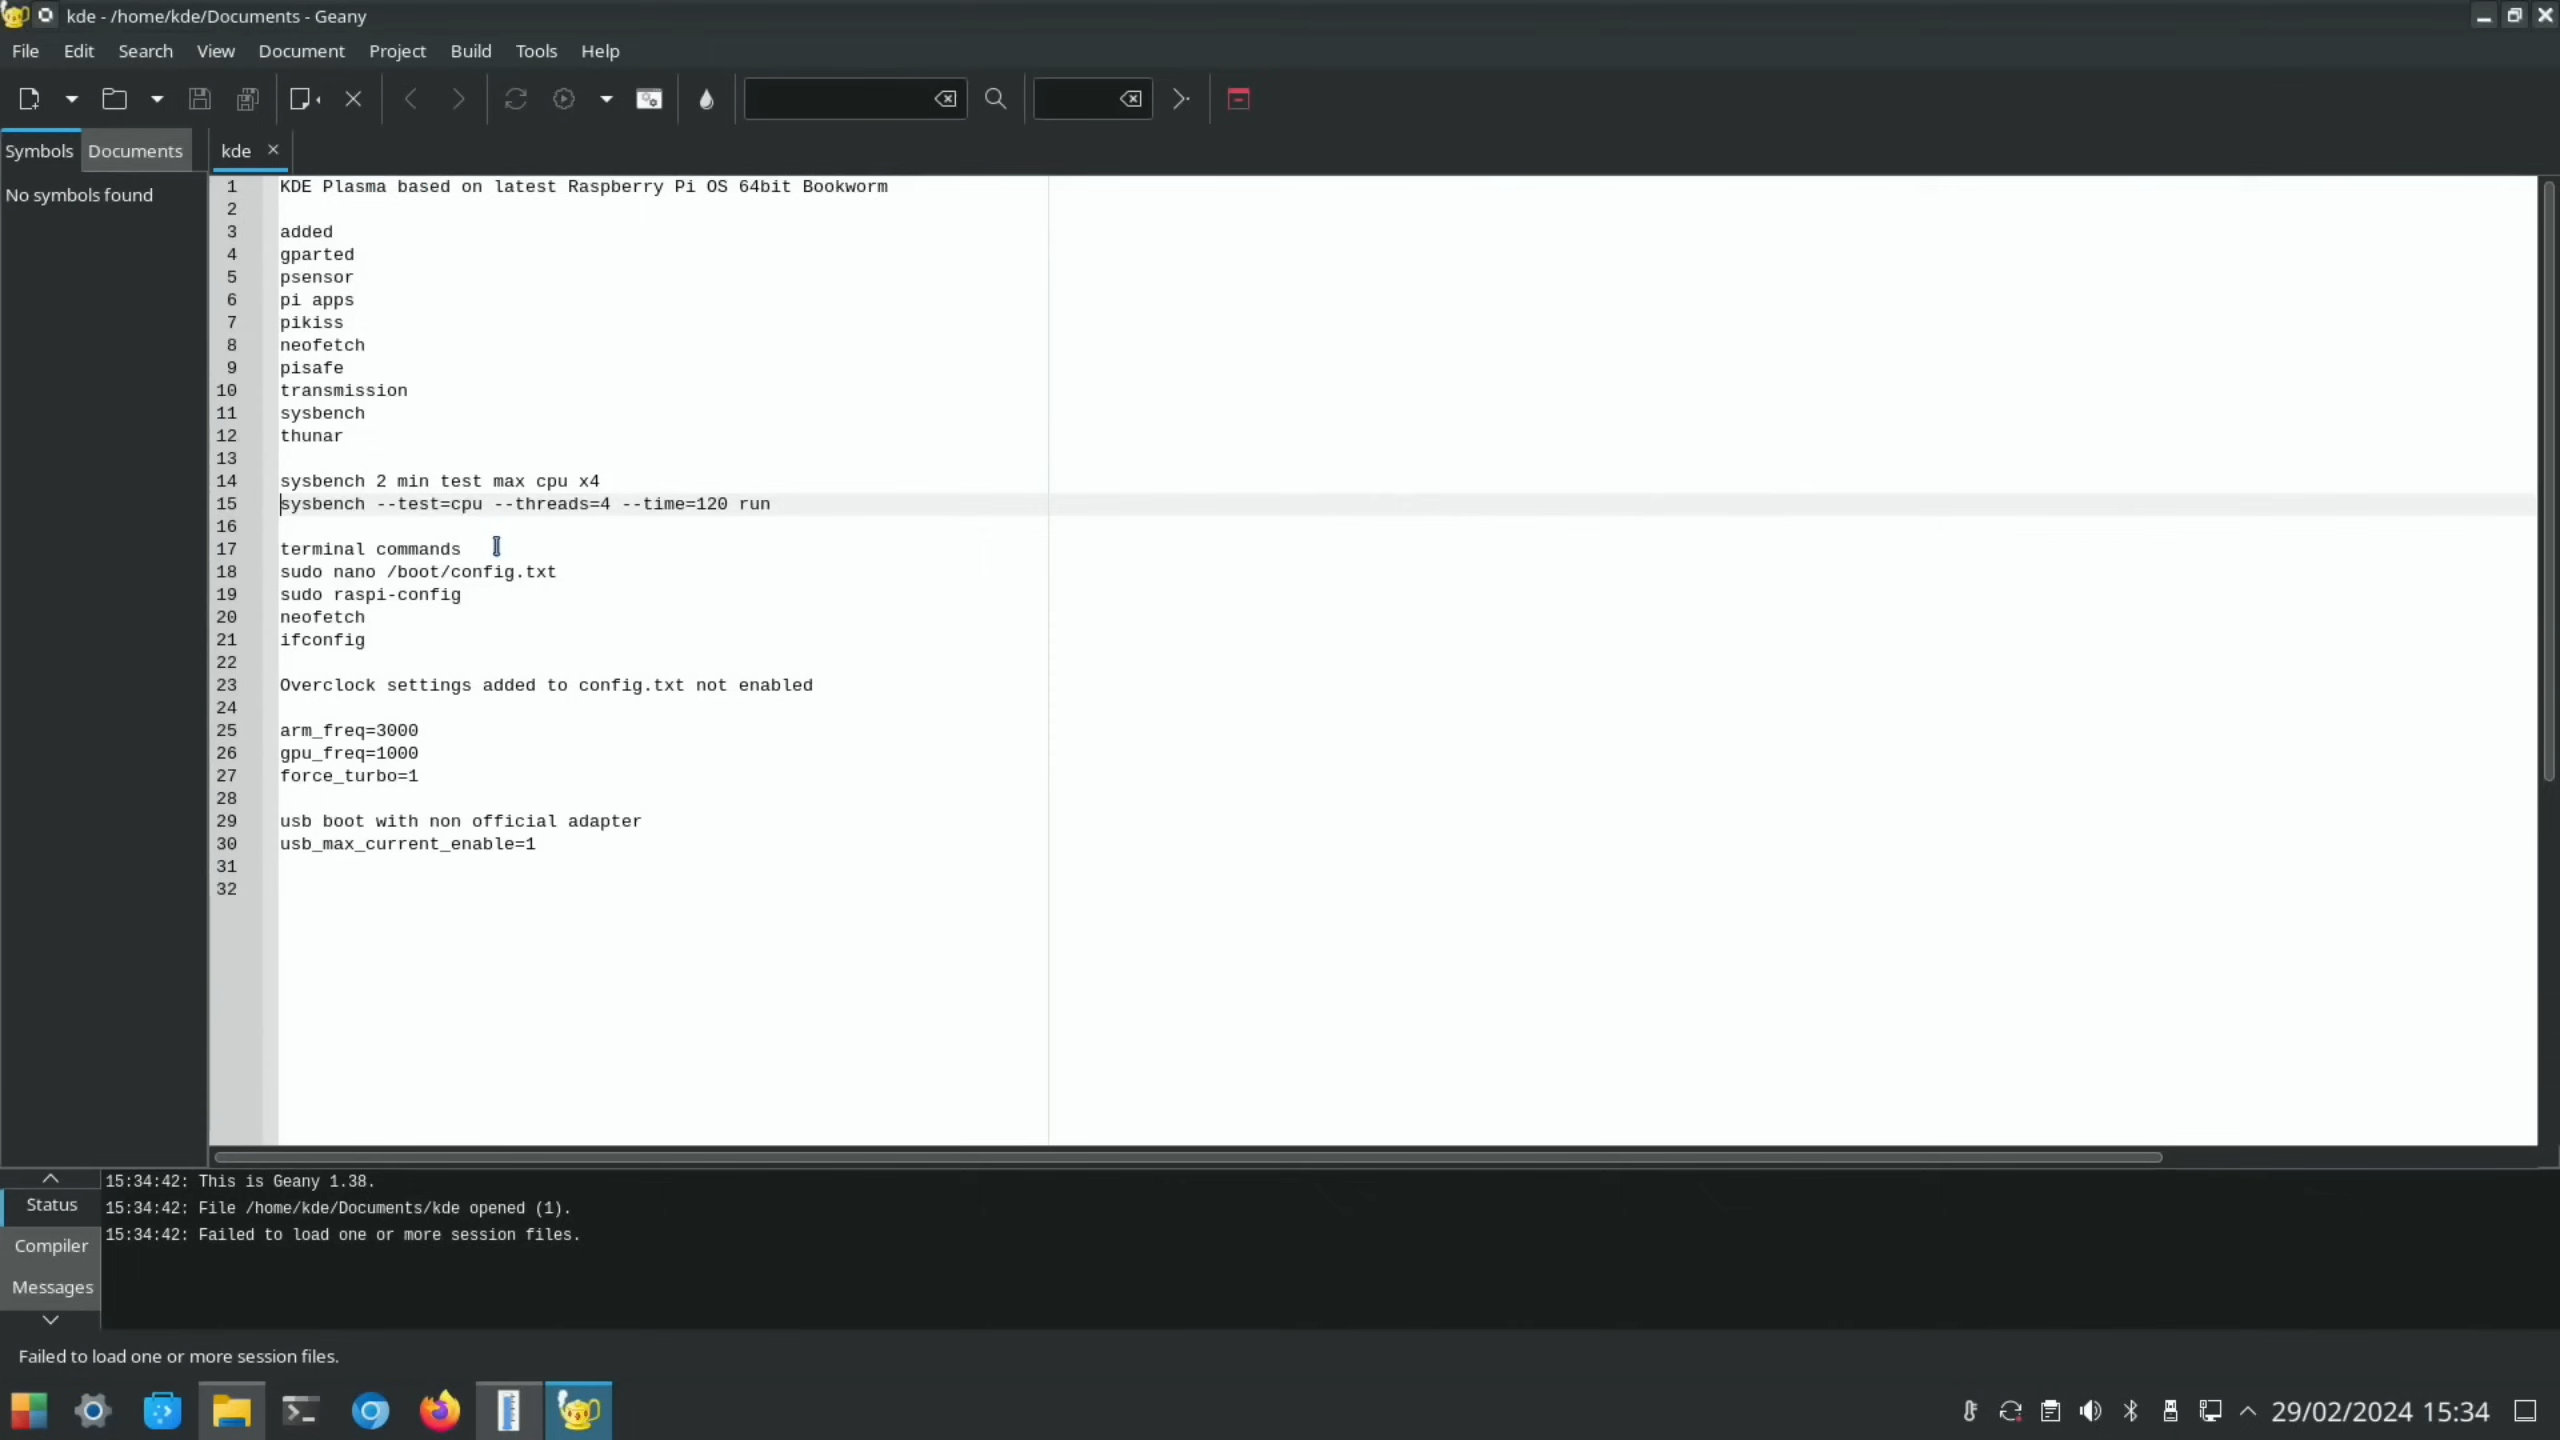 kde - /home/kde/Documents - Geany
File Edit Search View Document Project Build Tools Help
Symbols Documents kde
No symbols found
1 KDE Plasma based on latest Raspberry Pi OS 64bit Bookworm
2
3 added
4 gparted
5 psensor
6 pi apps
7 pikiss
8 neofetch
9 pisafe
10 transmission
11 sysbench
12 thunar
13
14 sysbench 2 min test max cpu x4
15 sysbench --test=cpu --threads=4 --time=120 run
16
17 terminal commands
18 sudo nano /boot/config.txt
19 sudo raspi-config
20 neofetch
21 ifconfig
22
23 Overclock settings added to config.txt not enabled
24
25 arm_freq=3000
26 gpu_freq=1000
27 force_turbo=1
28
29 usb boot with non official adapter
30 usb_max_current_enable=1
31
32
Status
Compiler
Messages
15:34:42: This is Geany 1.38.
15:34:42: File /home/kde/Documents/kde opened (1).
15:34:42: Failed to load one or more session files.
Failed to load one or more session files.
29/02/2024 15:34